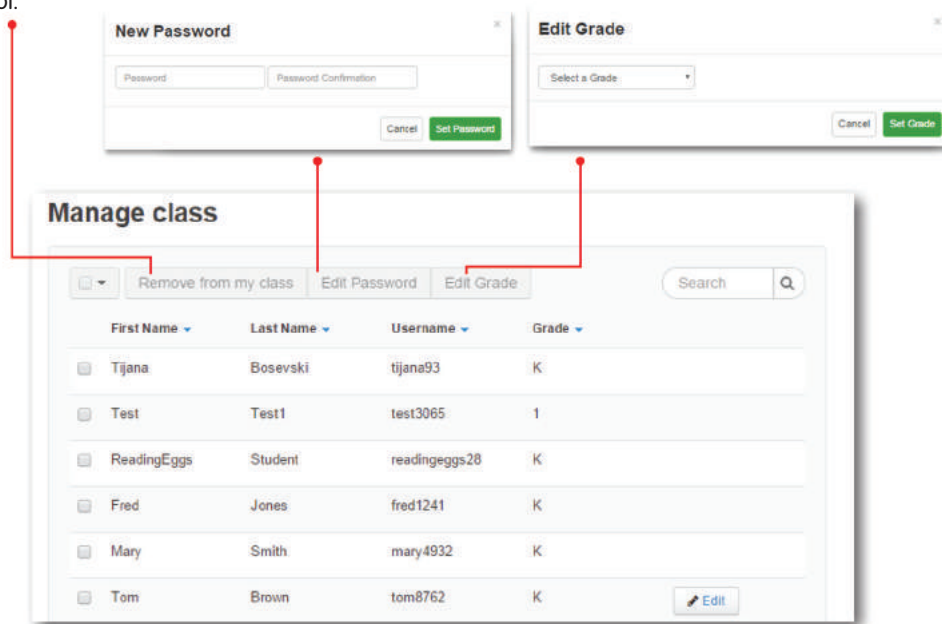 New Password ×
Password Password Confirmation
Cancel Set Password
Edit Grade ×
Select a Grade
Cancel Set Grade
Manage class
Remove from my class Edit Password Edit Grade Search
First Name Last Name Username Grade
Tijana Bosevski tijana93 K
Test Test1 test3065 1
ReadingEggs Student readingeggs28 K
Fred Jones fred1241 K
Mary Smith mary4932 K
Tom Brown tom8762 K Edit